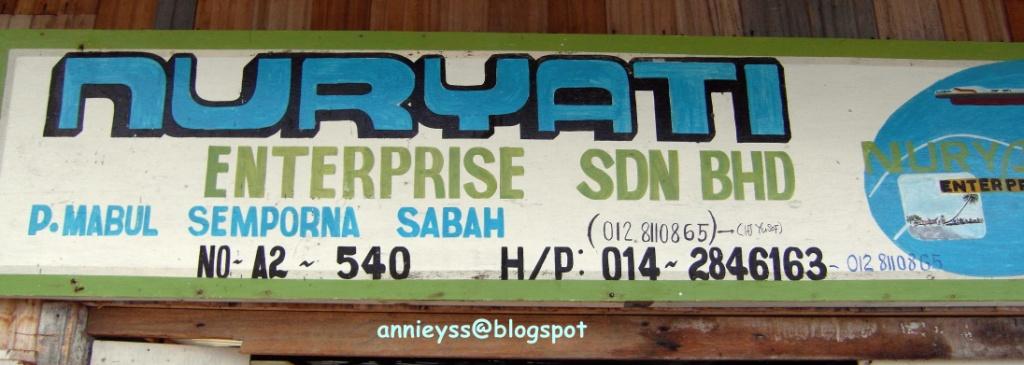 NURYATI
ENTERPRISE SDN BHD
P.MABUL SEMPORNA SABAH
(012.8110865)-(HJ YUSOF)
NO- A2 ~ 540 H/P: 014~2846163- 012 8110865
ENTERPR
annieyss@blogspot